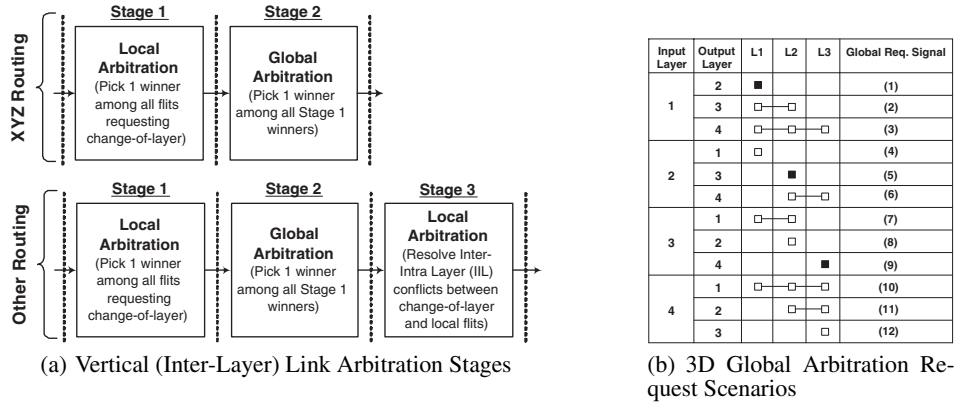 XYZ Routing
Stage 1
Local
Arbitration
(Pick 1 winner
among all flits
requesting
change-of-layer)
Stage 2
Global
Arbitration
(Pick 1 winner
among all Stage 1
winners)
Other Routing
Stage 1
Local
Arbitration
(Pick 1 winner
among all flits
requesting
change-of-layer)
Stage 2
Global
Arbitration
(Pick 1 winner
among all Stage 1
winners)
Stage 3
Local
Arbitration
(Resolve Inter-
Intra Layer (IIL)
conflicts between
change-of-layer
and local flits)
(a) Vertical (Inter-Layer) Link Arbitration Stages
Input Layer Output Layer L1 L2 L3 Global Req. Signal
1 2 (1)
3 (2)
4 (3)
2 1 (4)
3 (5)
4 (6)
3 1 (7)
2 (8)
4 (9)
4 1 (10)
2 (11)
3 (12)
(b) 3D Global Arbitration Re-
quest Scenarios